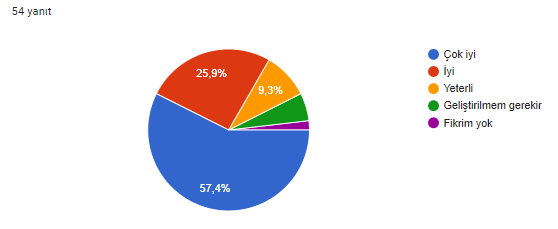 54 yanıt
Çok iyi
İyi
Yeterli
Geliştirilmem gerekir
Fikrim yok
25,9%
9,3%
57,4%